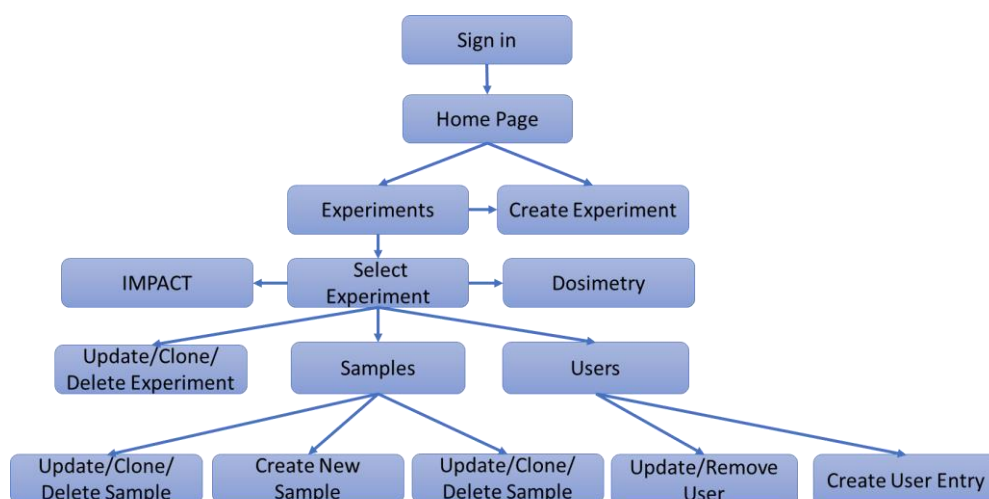 Sign in
Home Page
Experiments
Create Experiment
IMPACT
Select
Experiment
Dosimetry
Update/Clone/
Delete Experiment
Samples
Users
Update/Clone/
Delete Sample
Create New
Sample
Update/Clone/
Delete Sample
Update/Remove
User
Create User Entry